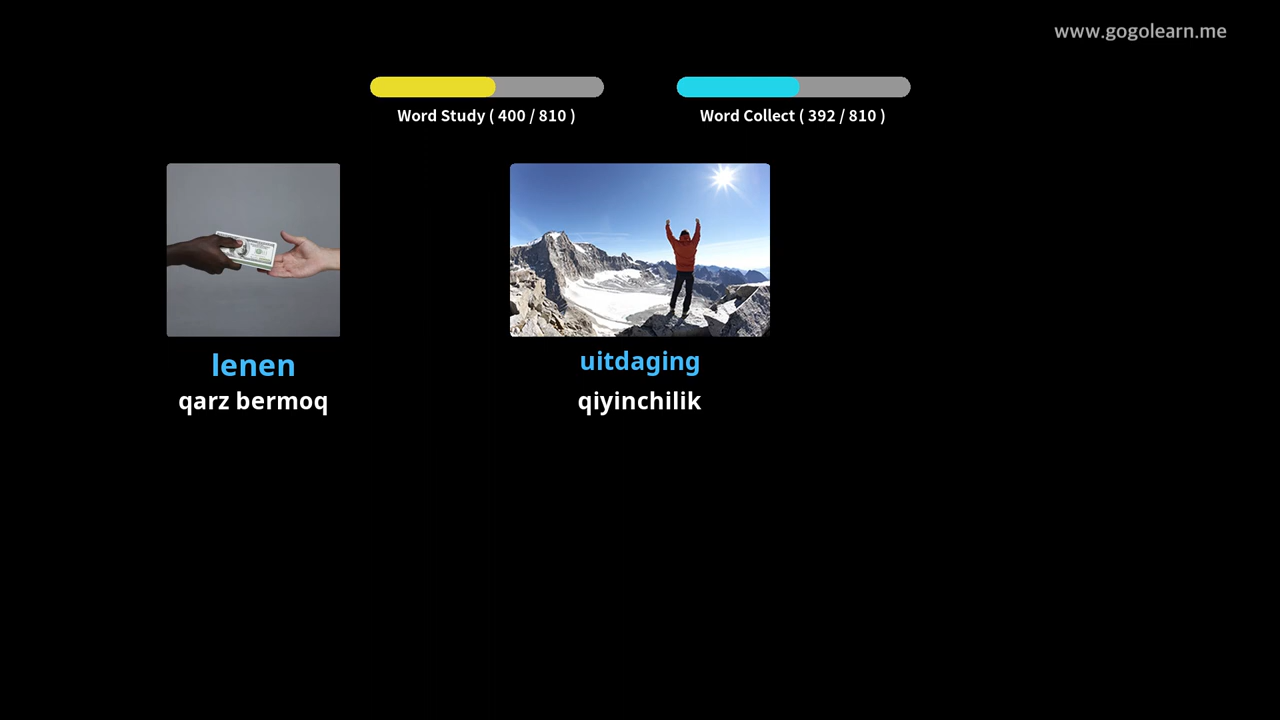 www.gogolearn.me
Word Study ( 400 / 810 )
Word Collect ( 392 / 810 )
lenen
qarz bermoq
uitdaging
qiyinchilik